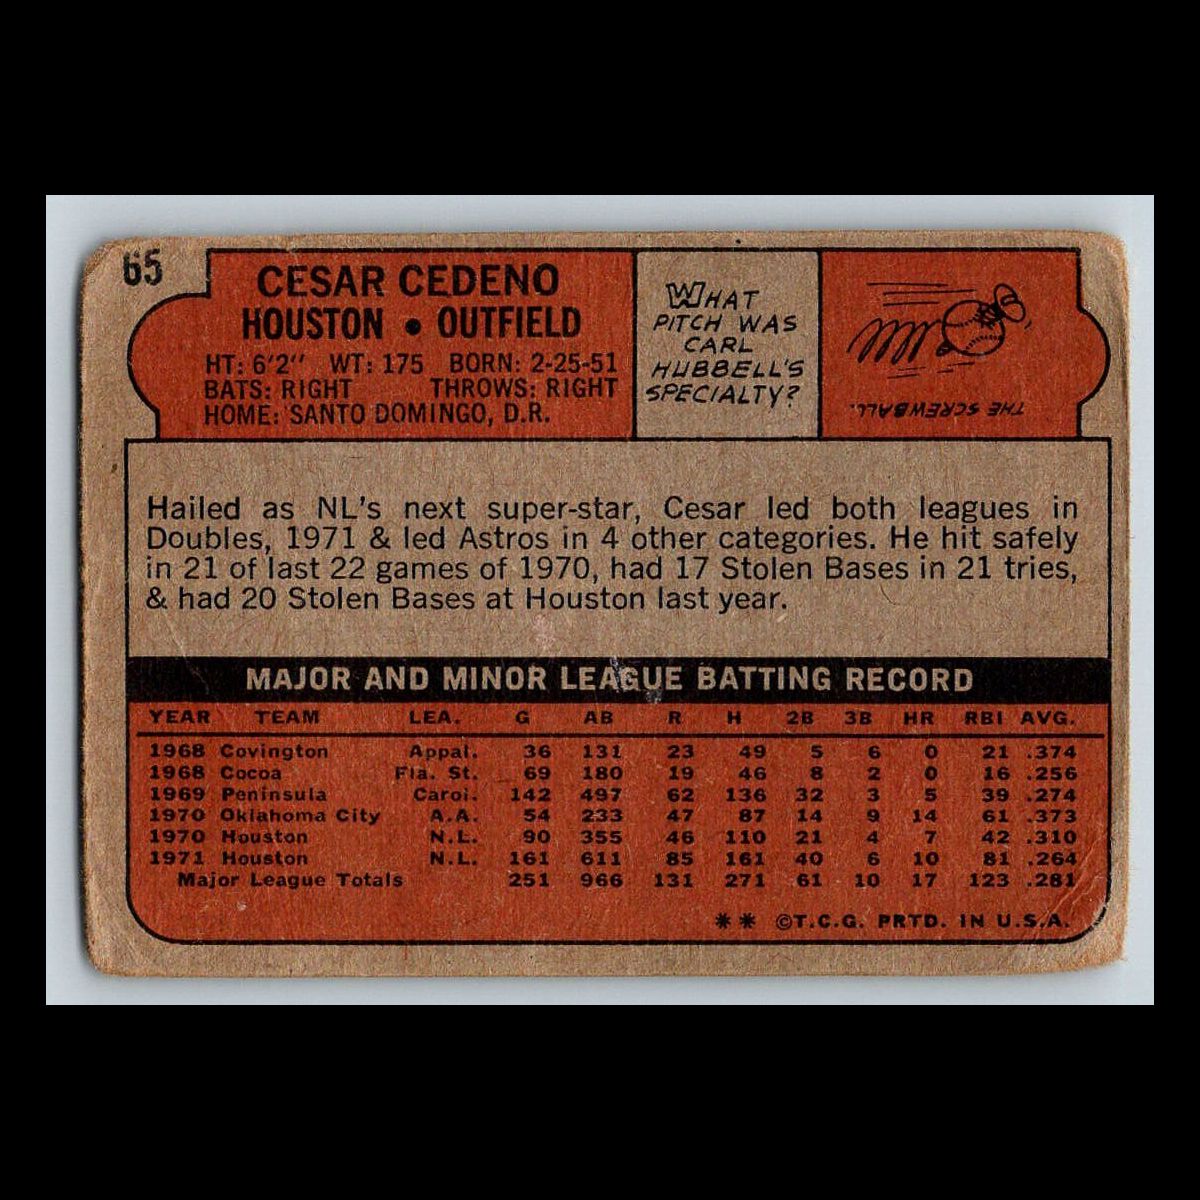 65
CESAR CEDENO
HOUSTON • OUTFIELD
HT: 6'2" WT: 175 BORN: 2-25-51
BATS: RIGHT THROWS: RIGHT
HOME: SANTO DOMINGO, D.R.
WHAT
PITCH WAS
CARL
HUBBELL'S
SPECIALTY?
THE SCREWBALL.
Hailed as NL's next super-star, Cesar led both leagues in
Doubles, 1971 & led Astros in 4 other categories. He hit safely
in 21 of last 22 games of 1970, had 17 Stolen Bases in 21 tries,
& had 20 Stolen Bases at Houston last year.
MAJOR AND MINOR LEAGUE BATTING RECORD
YEAR TEAM LEA. G AB R H 2B 3B HR RBI AVG.
1968 Covington Appal. 36 131 23 49 5 6 0 21 .374
1968 Cocoa Fla. St. 69 180 19 46 8 2 0 16 .256
1969 Peninsula Carol. 142 497 62 136 32 3 5 39 .274
1970 Oklahoma City A.A. 54 233 47 87 14 9 14 61 .373
1970 Houston N.L. 90 355 46 110 21 4 7 42 .310
1971 Houston N.L. 161 611 85 161 40 6 10 81 .264
Major League Totals 251 966 131 271 61 10 17 123 .281
** ©T.C.G. PRTD. IN U.S.A.